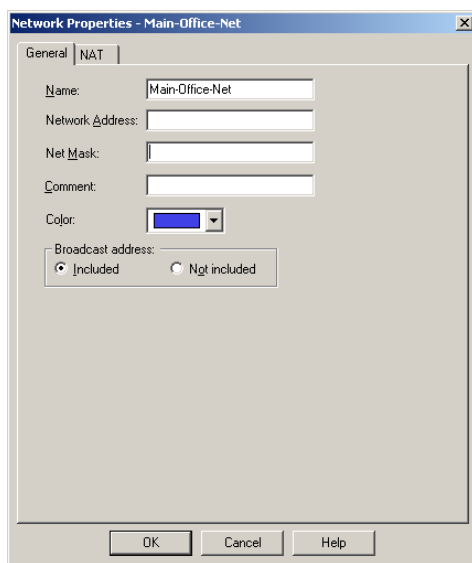 Network Properties - Main-Office-Net
General NAT
Name: Main-Office-Net
Network Address:
Net Mask:
Comment:
Color:
Broadcast address:
Included Not included
OK Cancel Help